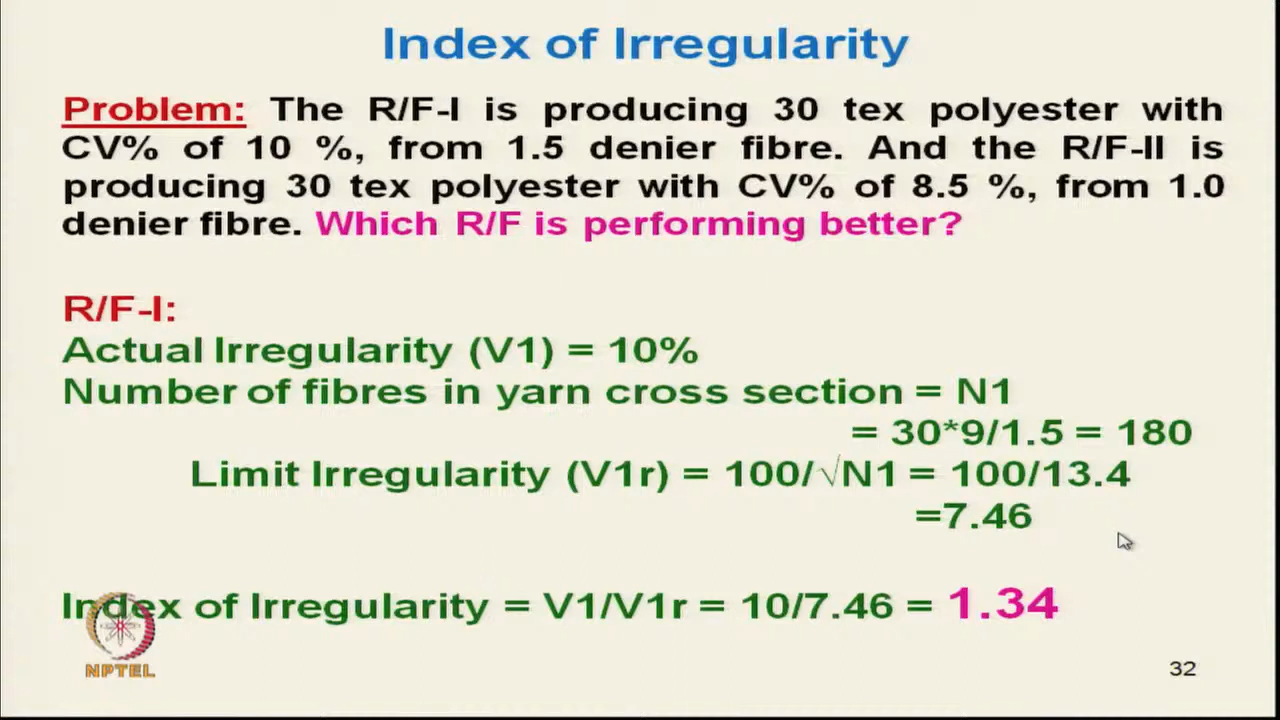 Index of Irregularity
Problem: The R/F-I is producing 30 tex polyester with
CV% of 10 %, from 1.5 denier fibre. And the R/F-II is
producing 30 tex polyester with CV% of 8.5 %, from 1.0
denier fibre. Which R/F is performing better?
R/F-I:
Actual Irregularity (V1) = 10%
Number of fibres in yarn cross section = N1
= 30*9/1.5 = 180
Limit Irregularity (V1r) = 100/√N1 = 100/13.4
=7.46
Index of Irregularity = V1/V1r = 10/7.46 = 1.34
NPTEL
32